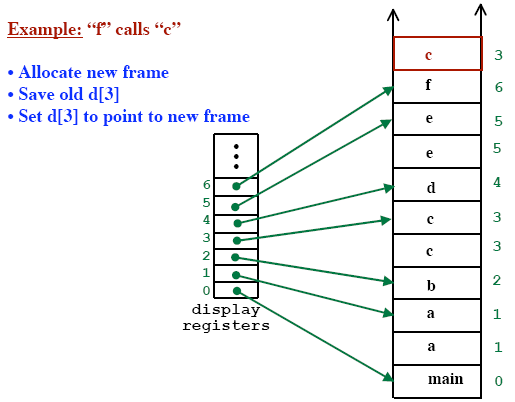 Example: “f” calls “c”
• Allocate new frame
• Save old d[3]
• Set d[3] to point to new frame
6
5
4
3
2
1
0
display
registers
c 3
f 6
e 5
e 5
d 4
c 3
c 3
b 2
a 1
a 1
main 0